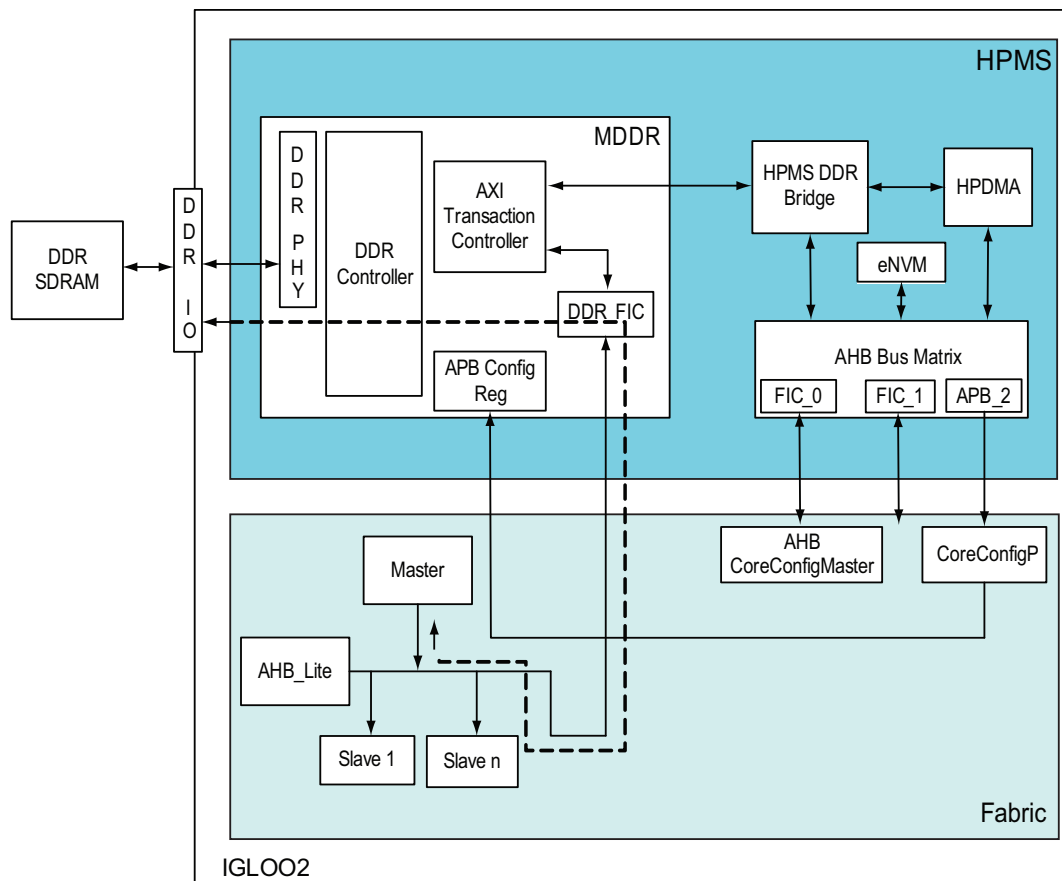 HPMS
MDDR
D
D
R
P
H
Y
DDR
Controller
AXI
Transaction
Controller
HPMS DDR
Bridge
HPDMA
D
D
R
I
O
DDR
SDRAM
eNVM
DDR_FIC
AHB Bus Matrix
APB Config
Reg
FIC_0
FIC_1
APB_2
AHB
CoreConfigMaster
CoreConfigP
Master
AHB_Lite
Slave 1
Slave n
Fabric
IGLOO2